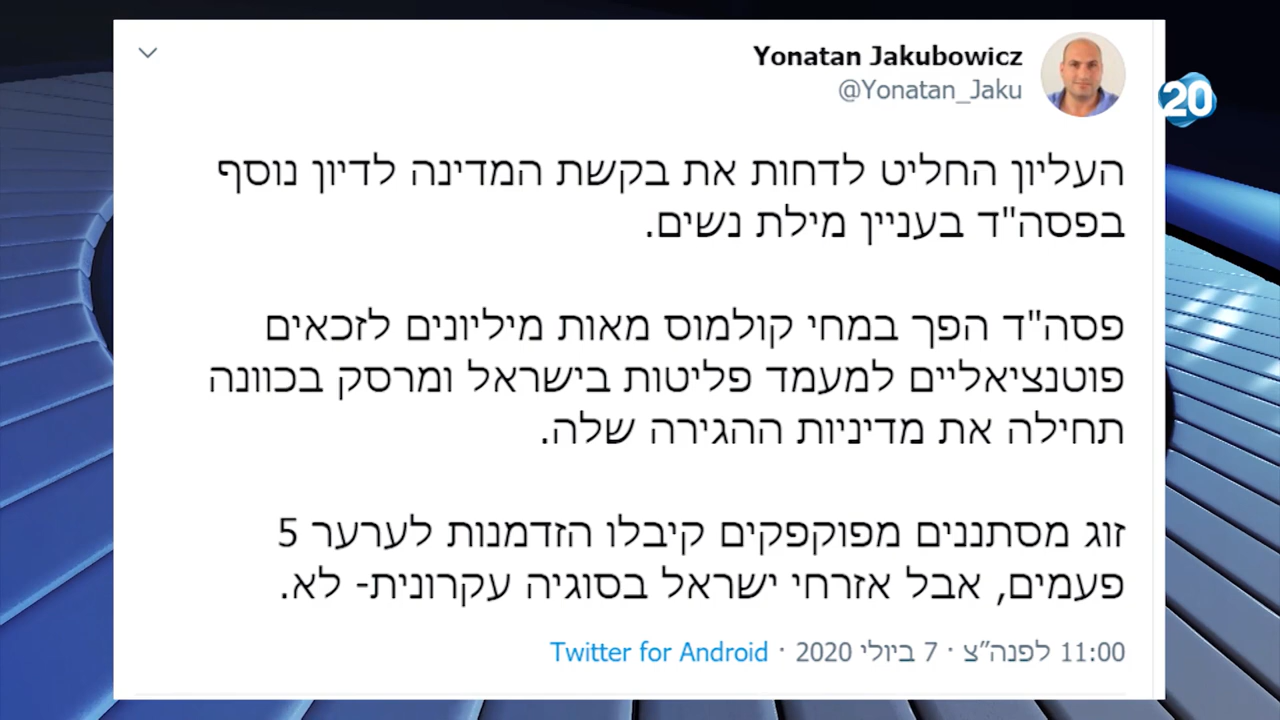 Yonatan Jakubowicz
@Yonatan_Jaku
20
העליון החליט לדחות את בקשת המדינה לדיון נוסף
בפסה"ד בעניין מילת נשים.
פסה"ד הפך במחי קולמוס מאות מיליונים לזכאים
פוטנציאליים למעמד פליטות בישראל ומרסק בכוונה
תחילה את מדיניות ההגירה שלה.
זוג מסתננים מפוקפקים קיבלו הזדמנות לערער 5
פעמים, אבל אזרחי ישראל בסוגיה עקרונית- לא.
11:00 לפנה״צ · 7 ביולי 2020 · Twitter for Android